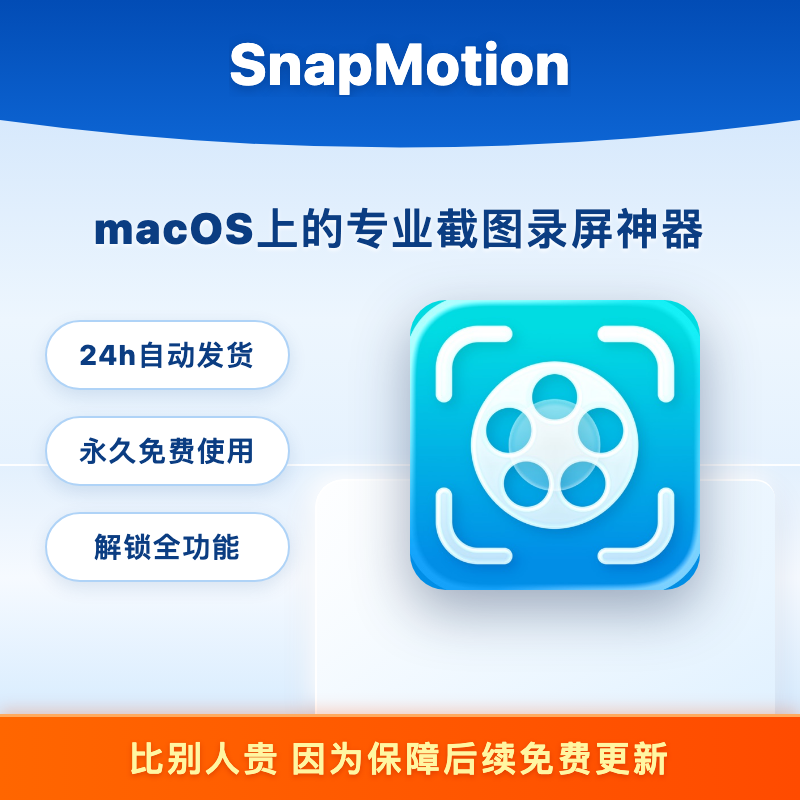 SnapMotion
macOS上的专业截图录屏神器
24h自动发货
永久免费使用
解锁全功能
比别人贵 因为保障后续免费更新